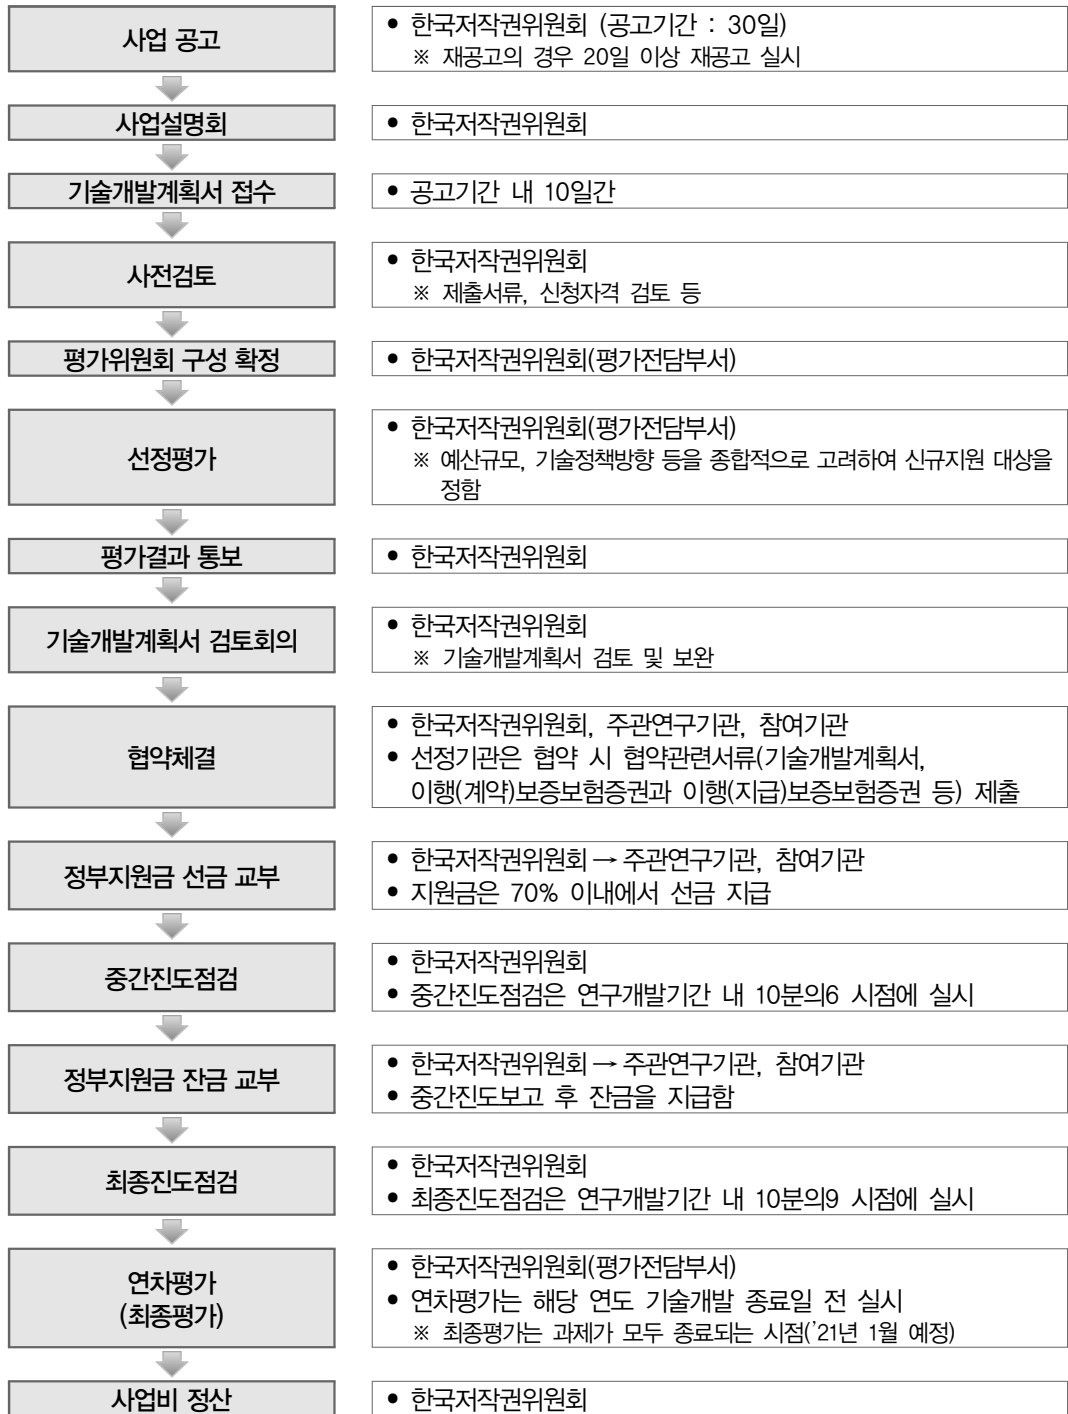 사업 공고
• 한국저작권위원회 (공고기간 : 30일)
※ 재공고의 경우 20일 이상 재공고 실시
사업설명회
• 한국저작권위원회
기술개발계획서 접수
• 공고기간 내 10일간
사전검토
• 한국저작권위원회
※ 제출서류, 신청자격 검토 등
평가위원회 구성 확정
• 한국저작권위원회(평가전담부서)
선정평가
• 한국저작권위원회(평가전담부서)
※ 예산규모, 기술정책방향 등을 종합적으로 고려하여 신규지원 대상을
정함
평가결과 통보
• 한국저작권위원회
기술개발계획서 검토회의
• 한국저작권위원회
※ 기술개발계획서 검토 및 보완
협약체결
• 한국저작권위원회, 주관연구기관, 참여기관
• 선정기관은 협약 시 협약관련서류(기술개발계획서,
이행(계약)보증보험증권과 이행(지급)보증보험증권 등) 제출
정부지원금 선금 교부
• 한국저작권위원회 → 주관연구기관, 참여기관
• 지원금은 70% 이내에서 선금 지급
중간진도점검
• 한국저작권위원회
• 중간진도점검은 연구개발기간 내 10분의6 시점에 실시
정부지원금 잔금 교부
• 한국저작권위원회 → 주관연구기관, 참여기관
• 중간진도보고 후 잔금을 지급함
최종진도점검
• 한국저작권위원회
• 최종진도점검은 연구개발기간 내 10분의9 시점에 실시
연차평가
(최종평가)
• 한국저작권위원회(평가전담부서)
• 연차평가는 해당 연도 기술개발 종료일 전 실시
※ 최종평가는 과제가 모두 종료되는 시점('21년 1월 예정)
사업비 정산
• 한국저작권위원회